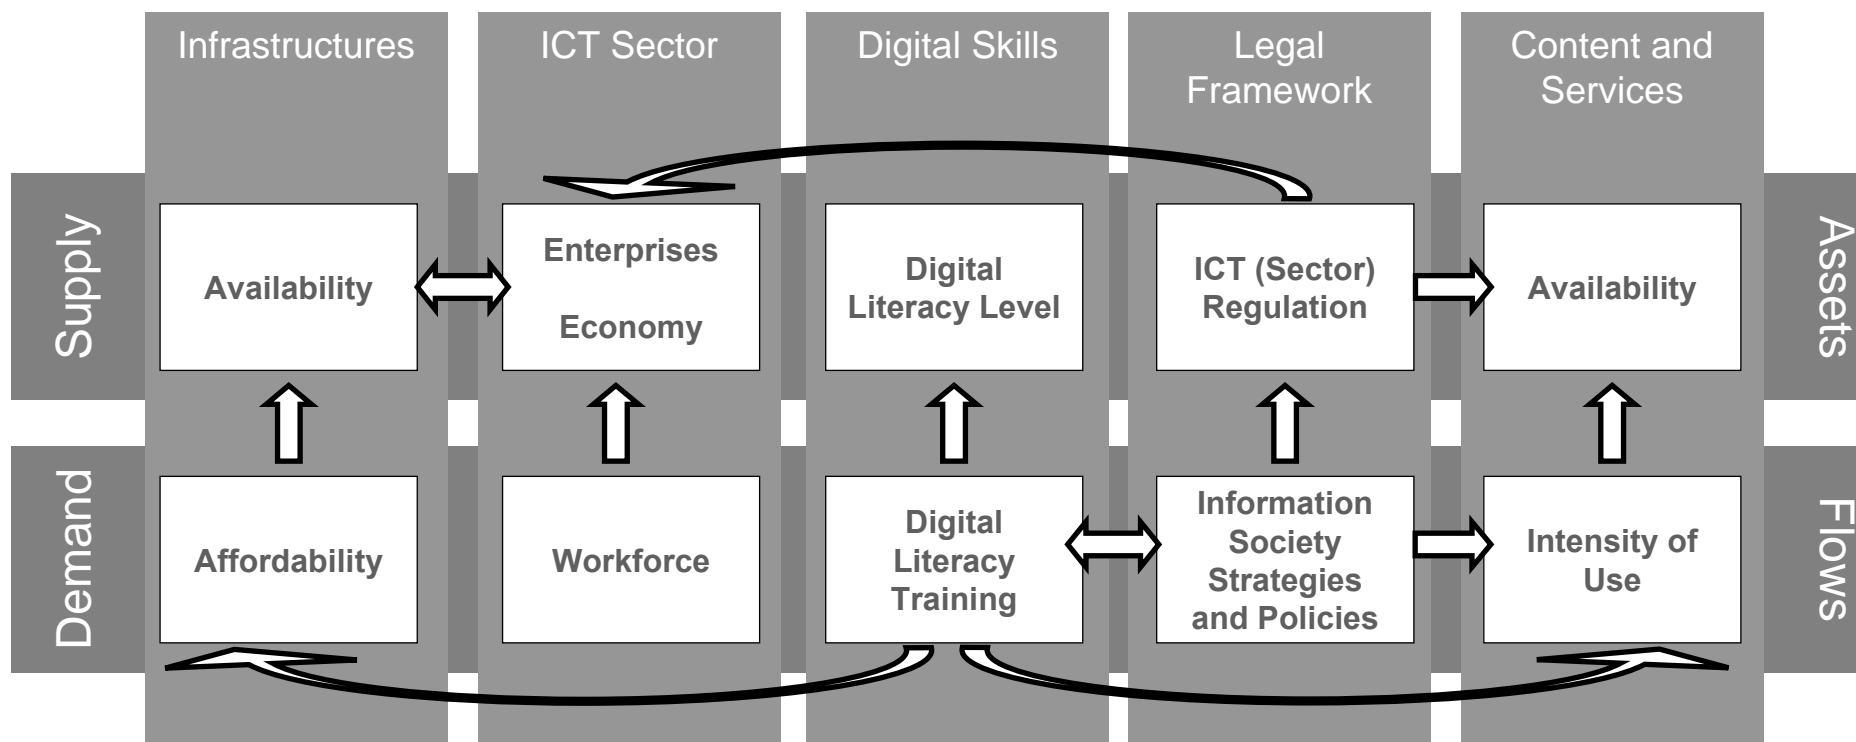 Infrastructures
ICT Sector
Digital Skills
Legal
Framework
Content and
Services
Supply
Availability
Enterprises
Economy
Digital
Literacy Level
ICT (Sector)
Regulation
Availability
Assets
Demand
Affordability
Workforce
Digital
Literacy
Training
Information
Society
Strategies
and Policies
Intensity of
Use
Flows